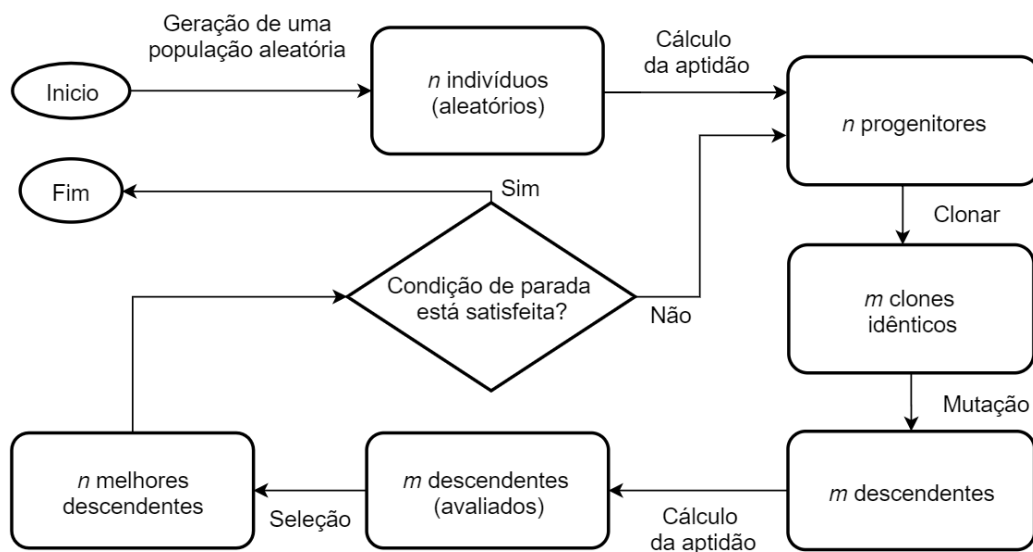 Geração de uma
população aleatória
Inicio
n indivíduos
(aleatórios)
Cálculo
da aptidão
n progenitores
Fim
Sim
Clonar
Condição de parada
está satisfeita?
Não
m clones
idênticos
Mutação
n melhores
descendentes
Seleção
m descendentes
(avaliados)
Cálculo
da aptidão
m descendentes